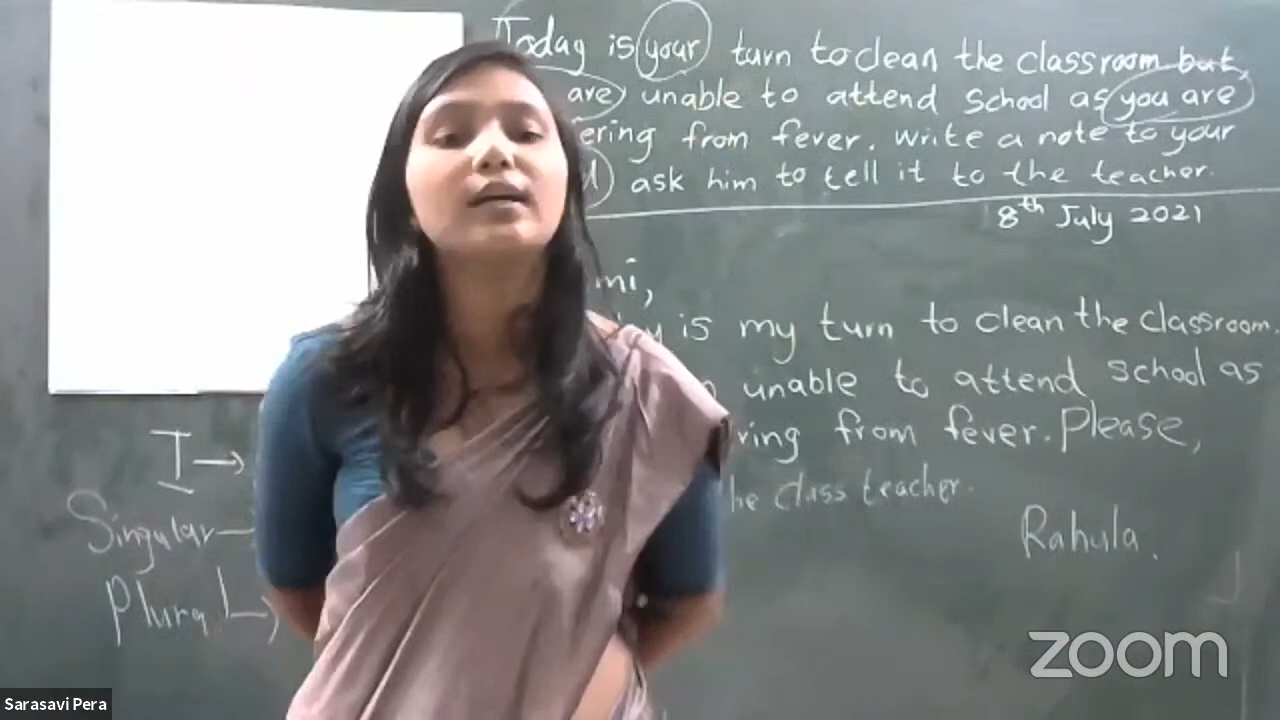 Today is your turn to clean the classroom but
are unable to attend school as you are
ering from fever. Write a note to your
ask him to tell it to the teacher.
8th July 2021
mi,
is my turn to clean the classroom.
unable to attend school as
ring from fever. Please,
he class teacher.
Rahula.
I →
Singular
Plural
zoom
Sarasavi Pera